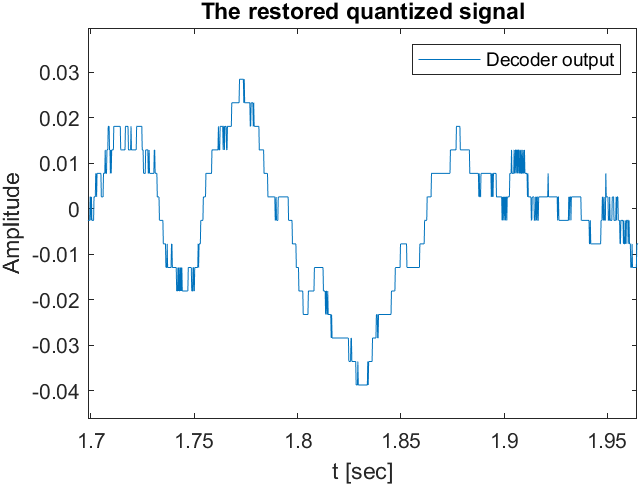 The restored quantized signal
Decoder output
Amplitude
0.03
0.02
0.01
0
-0.01
-0.02
-0.03
-0.04
1.7 1.75 1.8 1.85 1.9 1.95
t [sec]